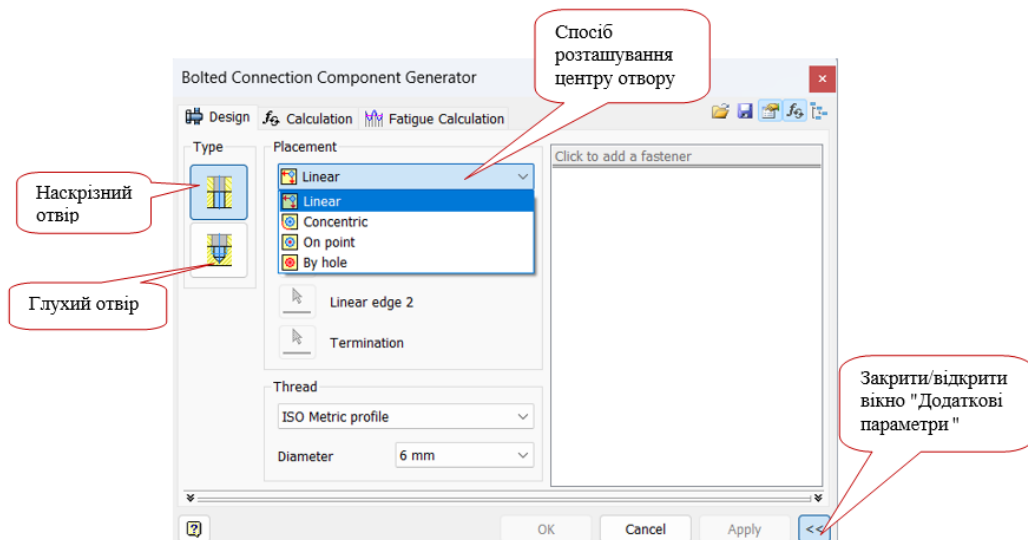 Спосіб
розташування
центру отвору
Bolted Connection Component Generator
Design
Calculation
Fatigue Calculation
Type
Placement
Click to add a fastener
Linear
Linear
Concentric
On point
By hole
Наскрізний
отвір
Глухий отвір
Linear edge 2
Termination
Закрити/відкрити
вікно "Додаткові
параметри "
Thread
ISO Metric profile
Diameter
6 mm
OK
Cancel
Apply
<<